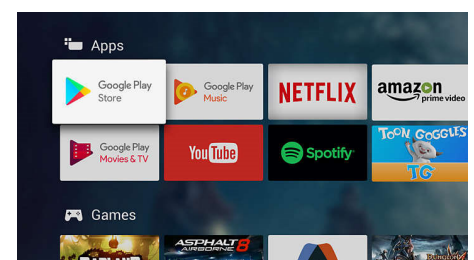 Apps
Google Play
Store
Google Play
Music
NETFLIX
amazon
prime video
Google Play
Movies & TV
YouTube
Spotify
TOON GOGGLES
TG
Games
ASPHALT 8
AIRBORNE